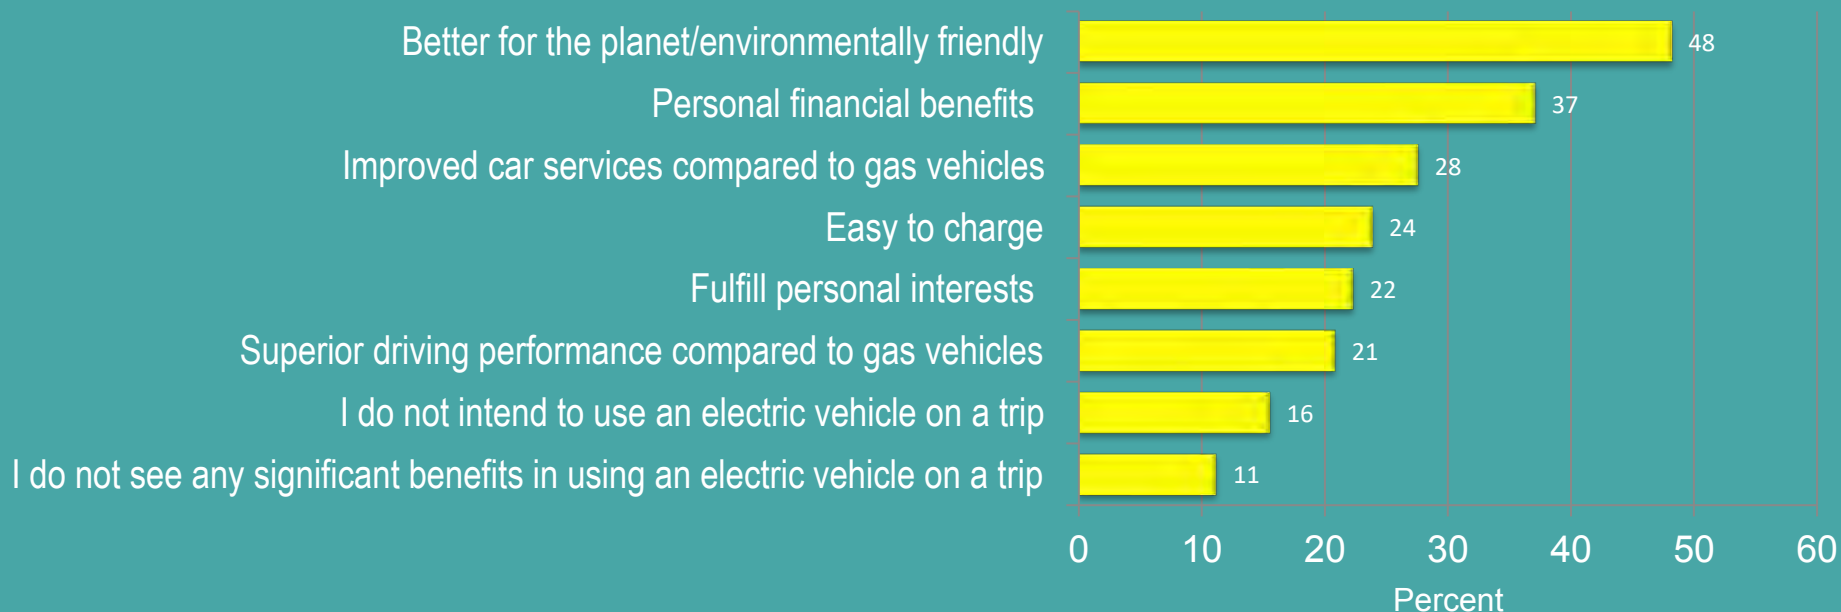 Better for the planet/environmentally friendly 48
Personal financial benefits 37
Improved car services compared to gas vehicles 28
Easy to charge 24
Fulfill personal interests 22
Superior driving performance compared to gas vehicles 21
I do not intend to use an electric vehicle on a trip 16
I do not see any significant benefits in using an electric vehicle on a trip 11
0 10 20 30 40 50 60
Percent